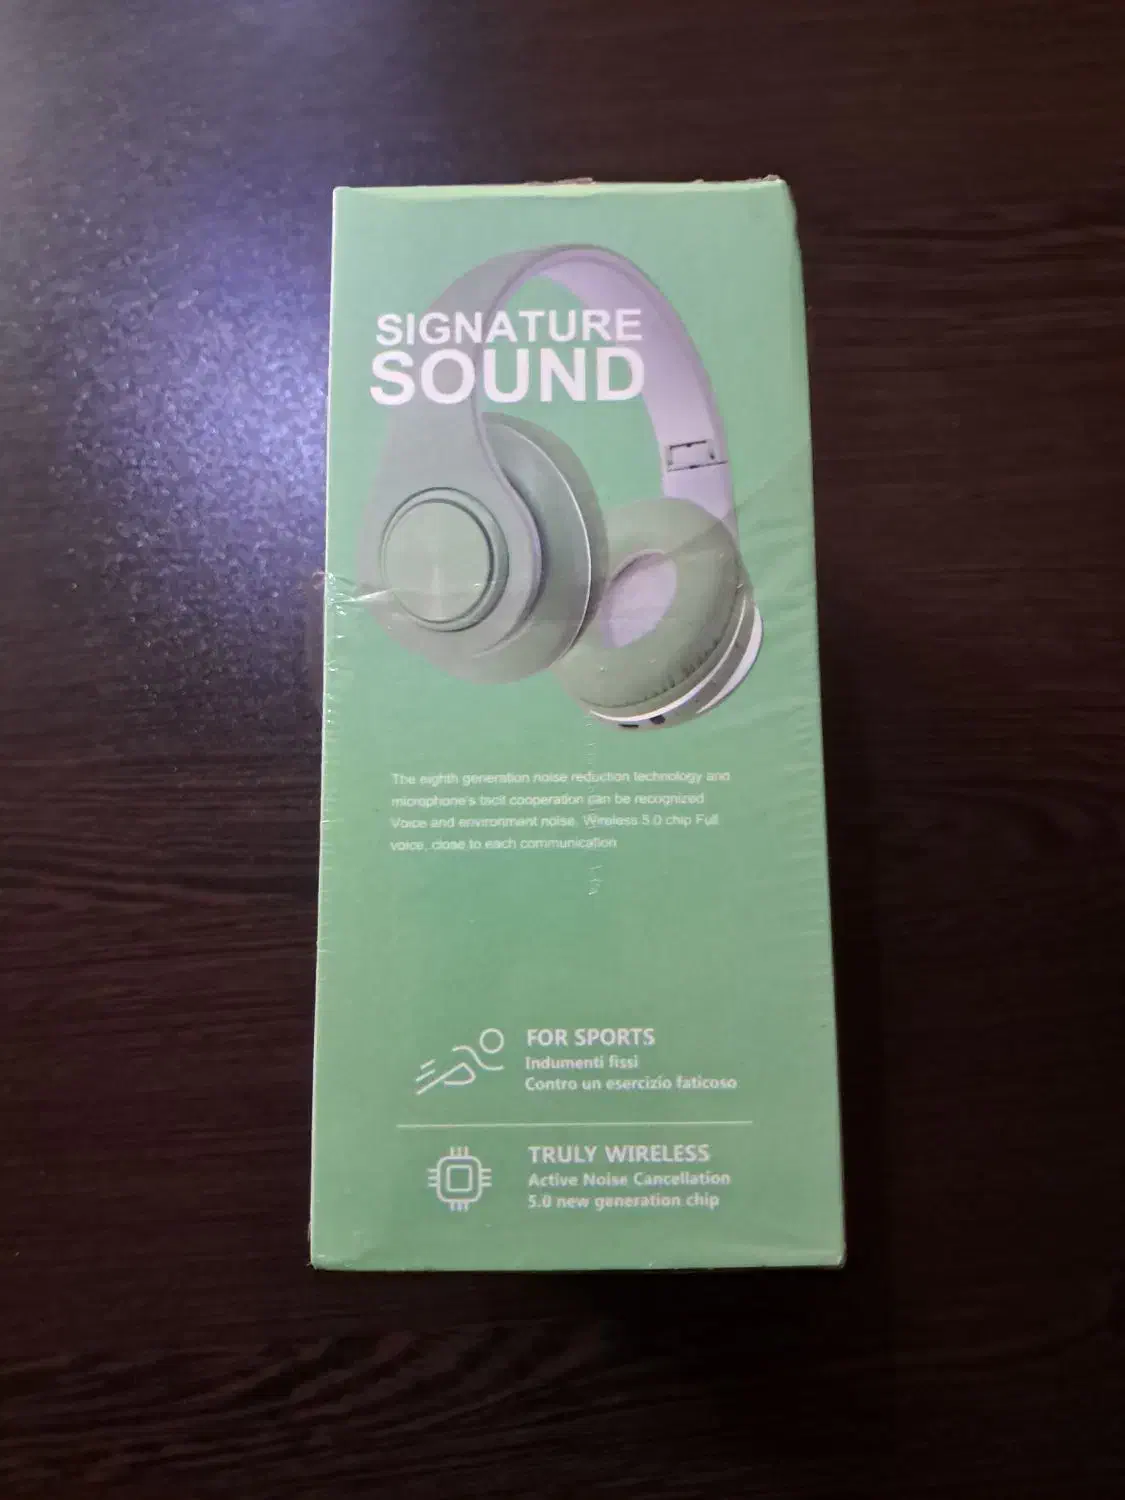 SIGNATURE
SOUND
The eighth generation noise reduction technology and
microphone's tacit cooperation can be recognized
Voice and environment noise. Wireless 5.0 chip Full
voice, close to each communication
FOR SPORTS
Indumenti fissi
Contro un esercizio faticoso
TRULY WIRELESS
Active Noise Cancellation
5.0 new generation chip